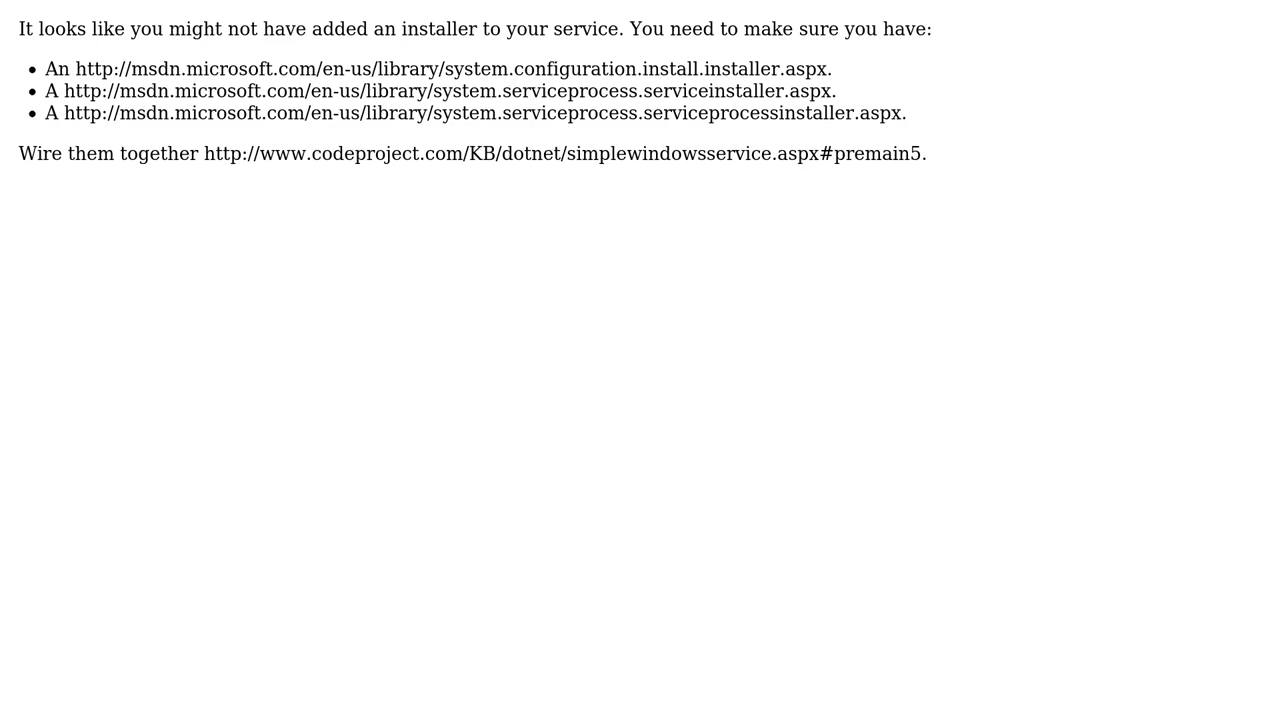 It looks like you might not have added an installer to your service. You need to make sure you have:
• An http://msdn.microsoft.com/en-us/library/system.configuration.install.installer.aspx.
• A http://msdn.microsoft.com/en-us/library/system.serviceprocess.serviceinstaller.aspx.
• A http://msdn.microsoft.com/en-us/library/system.serviceprocess.serviceprocessinstaller.aspx.
Wire them together http://www.codeproject.com/KB/dotnet/simplewindowsservice.aspx#premain5.